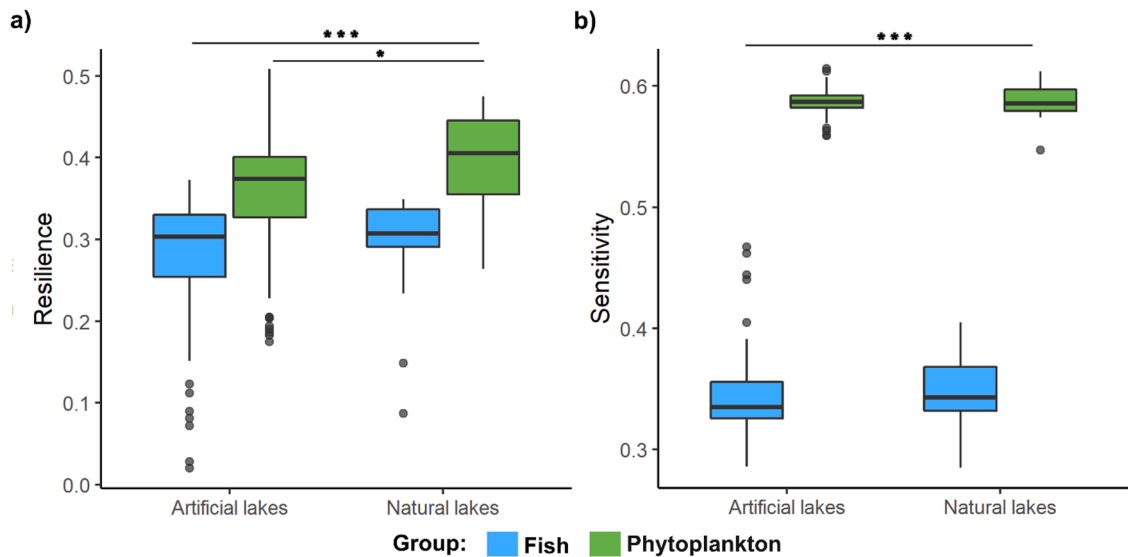 a)
b)
***
*
***
Resilience
0.5
0.4
0.3
0.2
0.1
0.0
Artificial lakes Natural lakes
Sensitivity
0.6
0.5
0.4
0.3
Artificial lakes Natural lakes
Group: Fish Phytoplankton